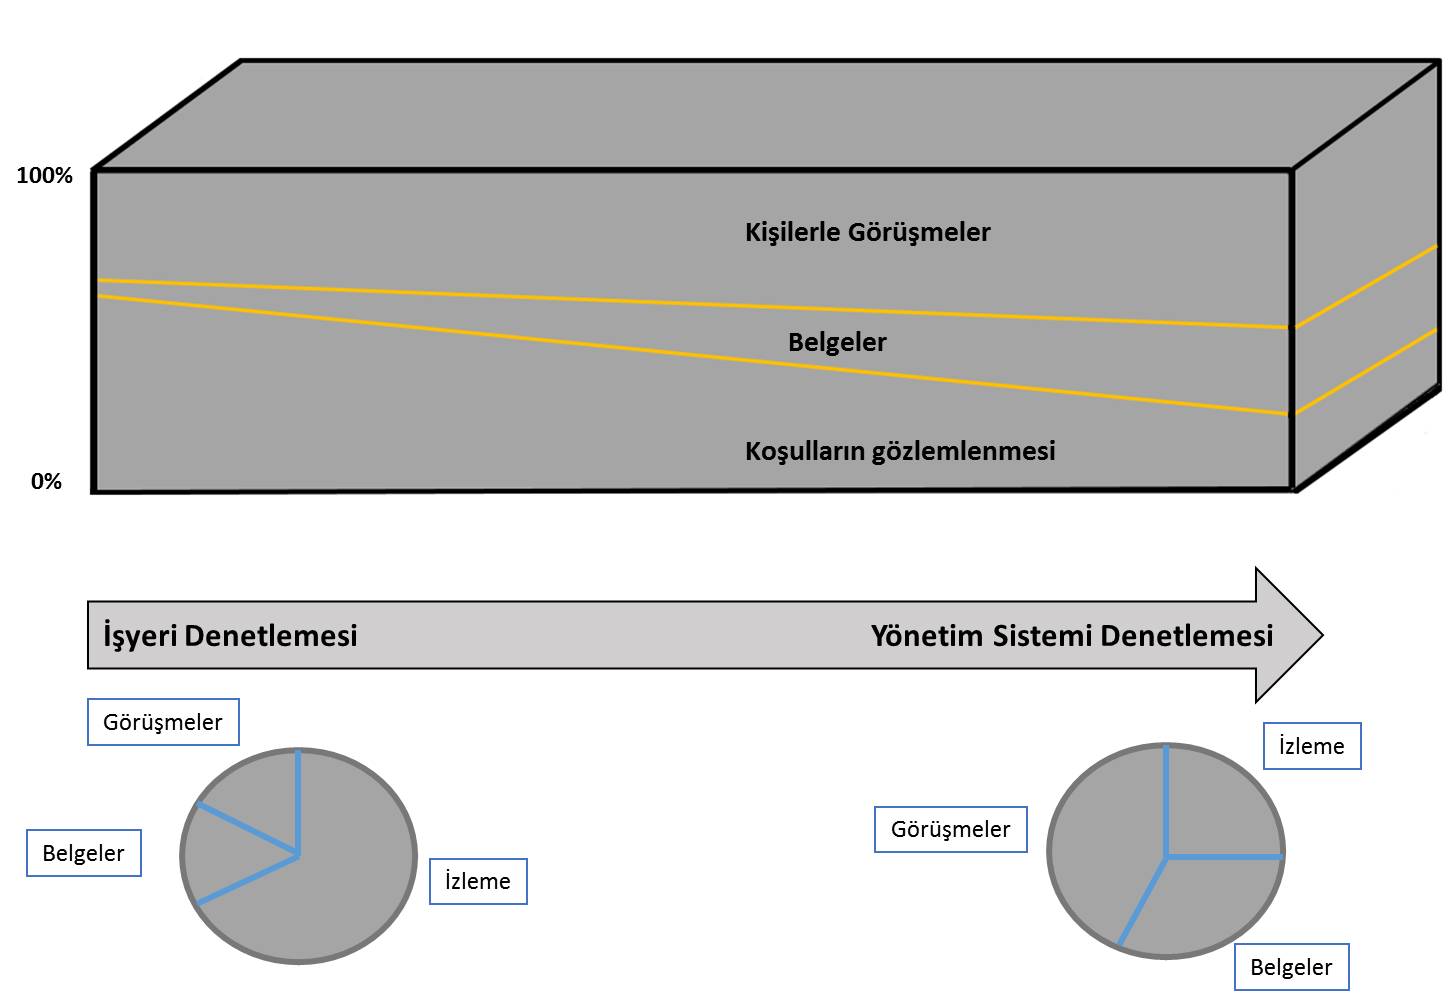 100%
Kişilerle Görüşmeler
Belgeler
Koşulların gözlemlenmesi
0%
İşyeri Denetlemesi
Yönetim Sistemi Denetlemesi
Görüşmeler
Belgeler
İzleme
İzleme
Görüşmeler
Belgeler